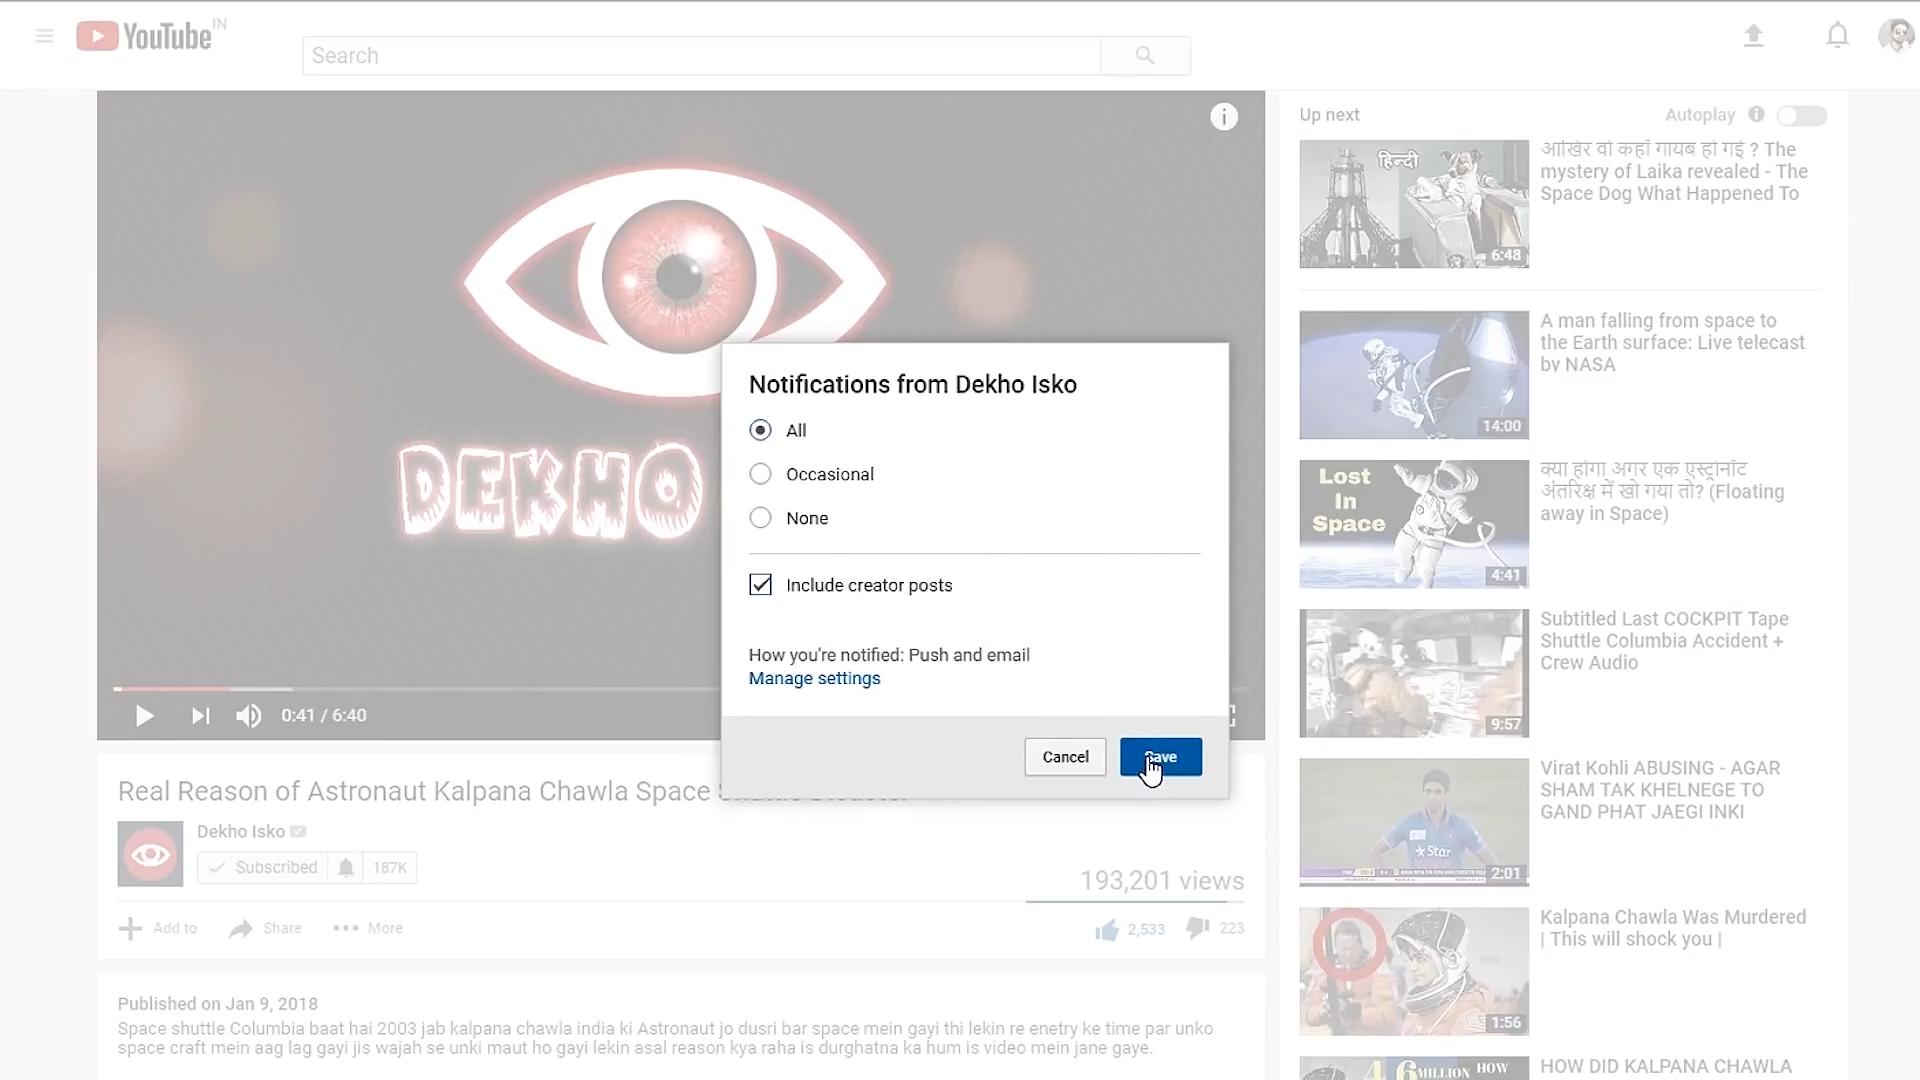 YouTube IN
Search
DEKHO
0:41 / 6:40
Notifications from Dekho Isko
All
Occasional
None
Include creator posts
How you're notified: Push and email
Manage settings
Cancel
Save
Real Reason of Astronaut Kalpana Chawla Space
Dekho Isko
Subscribed 187K
193,201 views
Add to Share More
2,533 223
Published on Jan 9, 2018
Space shuttle Columbia baat hai 2003 jab kalpana chawla india ki Astronaut jo dusri bar space mein gayi thi lekin re enetry ke time par unko
space craft mein aag lag gayi jis wajah se unki maut ho gayi lekin asal reason kya raha is durghatna ka hum is video mein jane gaye.
Up next Autoplay
हिन्दी
6:48
आखिर वो कहाँ गायब हो गई ? The
mystery of Laika revealed - The
Space Dog What Happened To
14:00
A man falling from space to
the Earth surface: Live telecast
by NASA
Lost
In
Space
4:41
क्या होगा अगर एक एस्ट्रोनॉट
अंतरिक्ष में खो गया तो? (Floating
away in Space)
9:57
Subtitled Last COCKPIT Tape
Shuttle Columbia Accident +
Crew Audio
Star
2:01
Virat Kohli ABUSING - AGAR
SHAM TAK KHELNEGE TO
GAND PHAT JAEGI INKI
1:56
Kalpana Chawla Was Murdered
| This will shock you |
MILLION HOW
HOW DID KALPANA CHAWLA